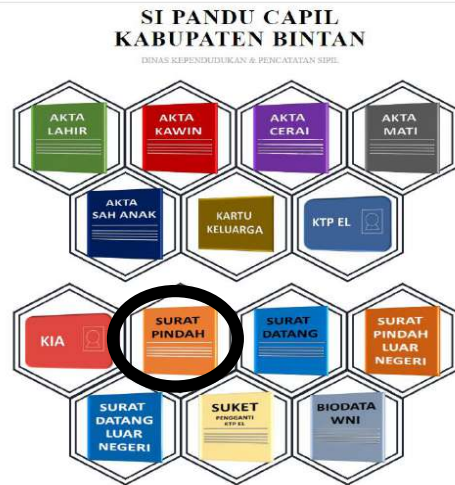 SI PANDU CAPIL
KABUPATEN BINTAN
DINAS KEPENDUDUKAN & PENCATATAN SIPIL
AKTA
LAHIR
AKTA
KAWIN
AKTA
CERAI
AKTA
MATI
AKTA
SAH ANAK
KARTU
KELUARGA
KTP EL
KIA
SURAT
PINDAH
SURAT
DATANG
SURAT
PINDAH
LUAR
NEGERI
SURAT
DATANG
LUAR
NEGERI
SUKET
PENGGANTI
KTP EL
BIODATA
WNI